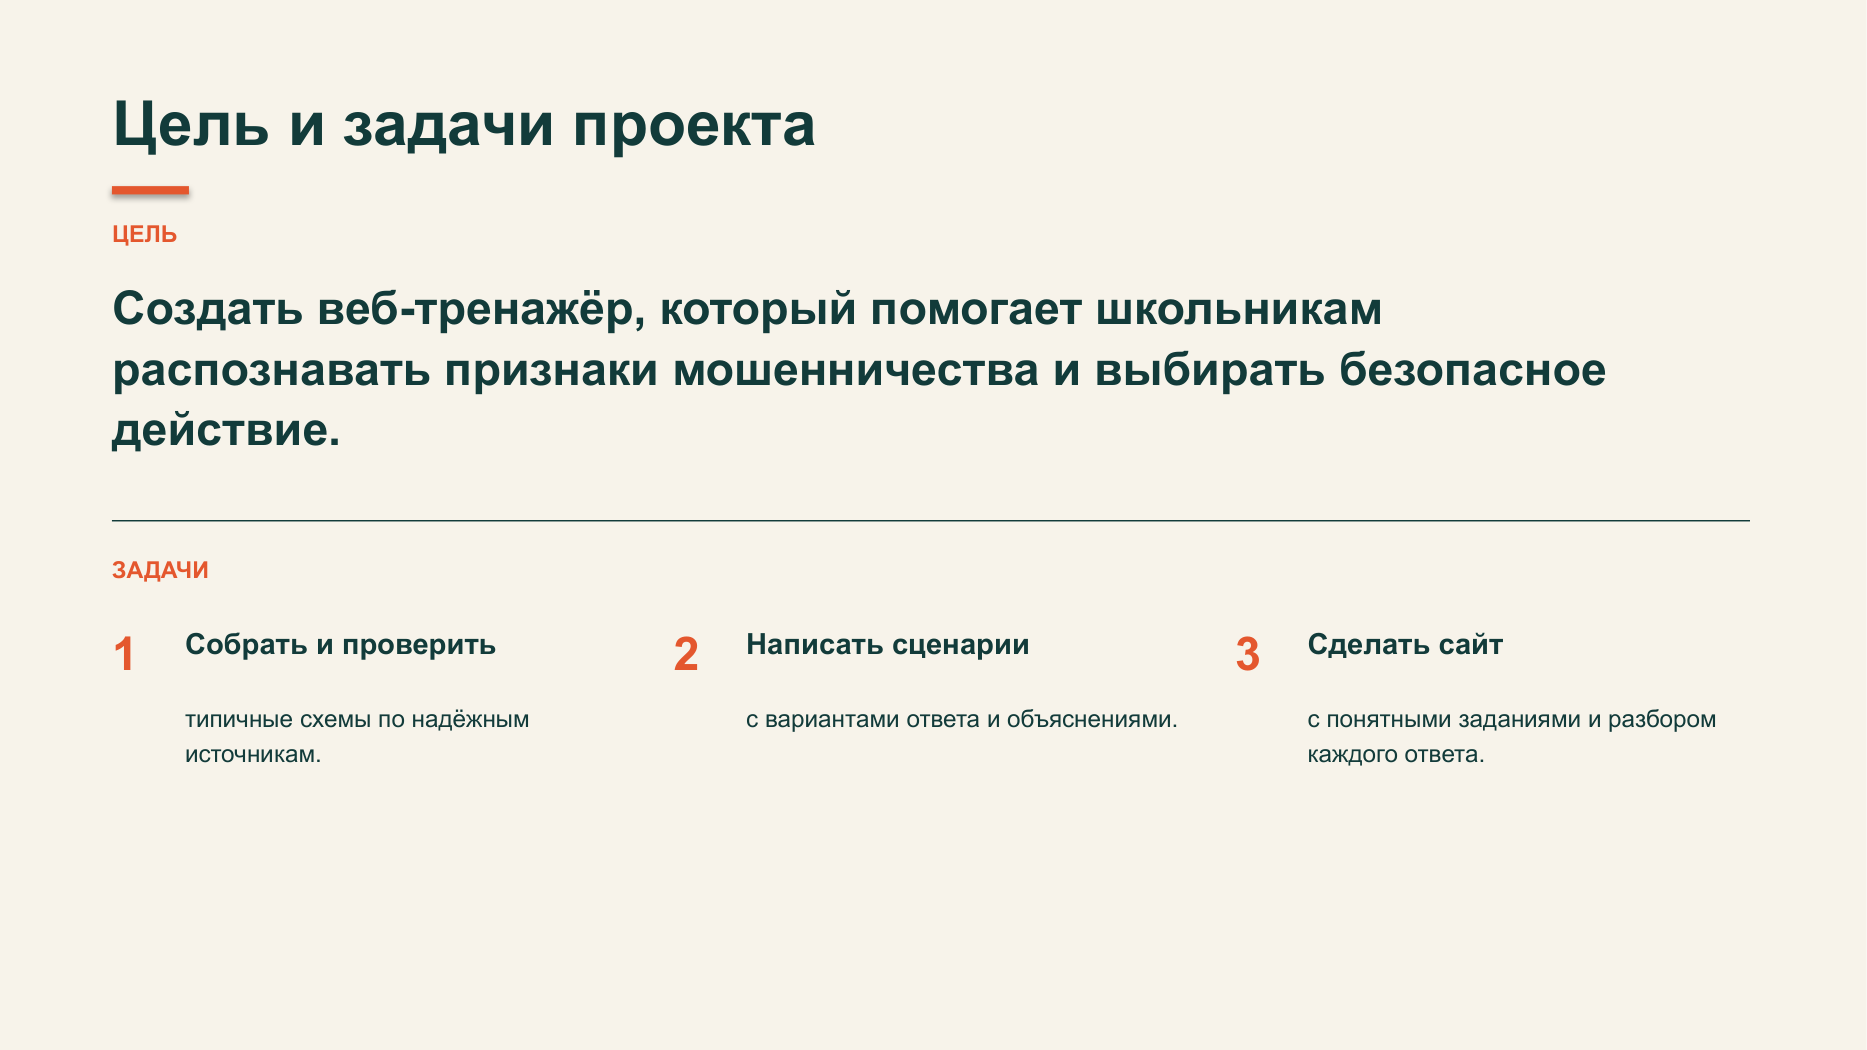 Цель и задачи проекта
ЦЕЛЬ
Создать веб-тренажёр, который помогает школьникам
распознавать признаки мошенничества и выбирать безопасное
действие.
ЗАДАЧИ
1
Собрать и проверить
типичные схемы по надёжным
источникам.
2
Написать сценарии
с вариантами ответа и объяснениями.
3
Сделать сайт
с понятными заданиями и разбором
каждого ответа.